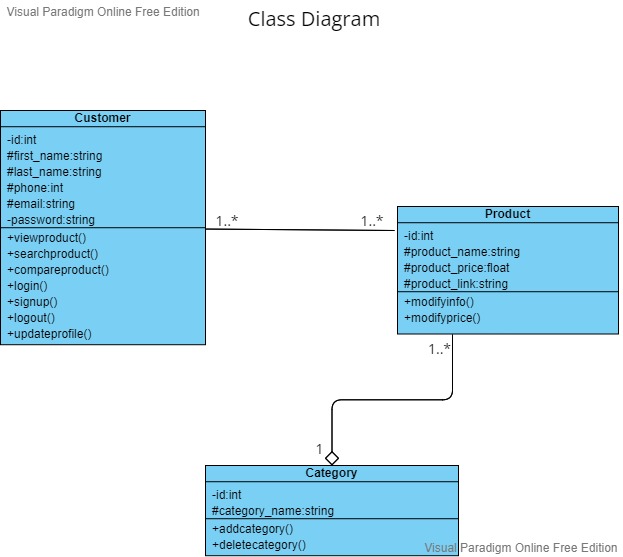 Visual Paradigm Online Free Edition
Class Diagram
Customer
-id:int
#first_name:string
#last_name:string
#phone:int
#email:string
-password:string
+viewproduct()
+searchproduct()
+compareproduct()
+login()
+signup()
+logout()
+updateprofile()
1..*
1..*
Product
-id:int
#product_name:string
#product_price:float
#product_link:string
+modifyinfo()
+modifyprice()
1..*
1
Category
-id:int
#category_name:string
+addcategory()
+deletecategory()
Visual Paradigm Online Free Edition